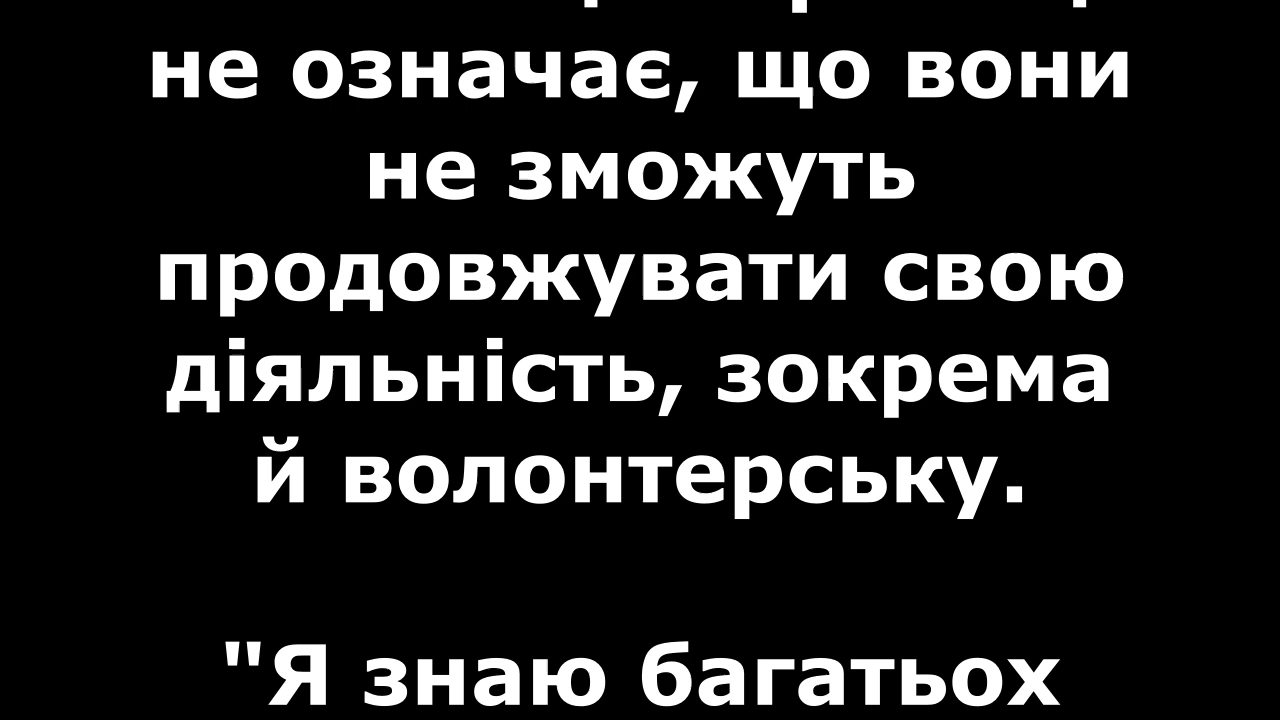 не означає, що вони
не зможуть
продовжувати свою
діяльність, зокрема
й волонтерську.
"Я знаю багатьох